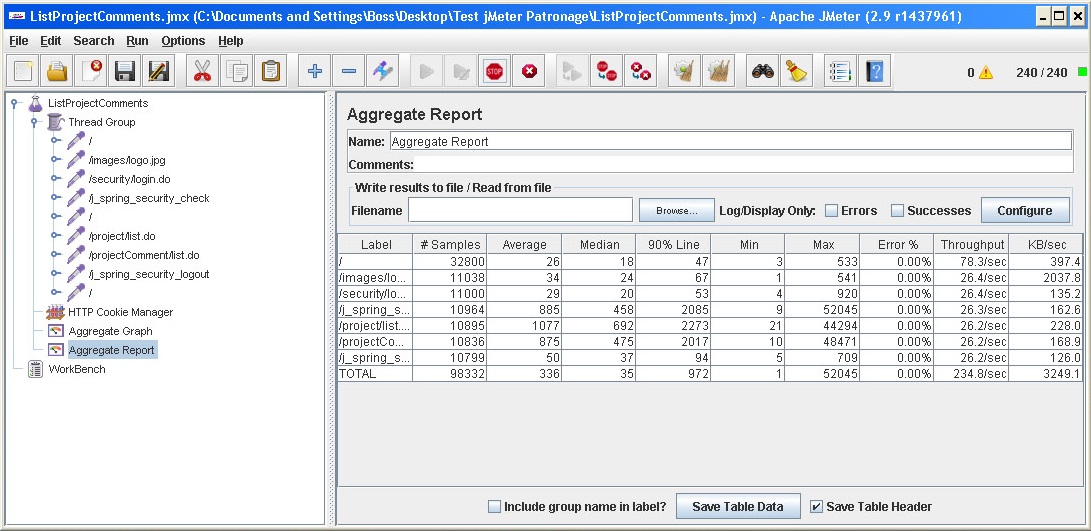 ListProjectComments.jmx (C:\Documents and Settings\Boss\Desktop\Test jMeter Patronage\ListProjectComments.jmx) - Apache JMeter (2.9 r1437961)
File Edit Search Run Options Help
STOP
0 240 / 240
ListProjectComments
Thread Group
/
/images/logo.jpg
/security/login.do
/j_spring_security_check
/
/project/list.do
/projectComment/list.do
/j_spring_security_logout
/
HTTP Cookie Manager
Aggregate Graph
Aggregate Report
WorkBench
Aggregate Report
Name: Aggregate Report
Comments:
Write results to file / Read from file
Filename Browse... Log/Display Only: Errors Successes Configure
Label # Samples Average Median 90% Line Min Max Error % Throughput KB/sec
/ 32800 26 18 47 3 533 0.00% 78.3/sec 397.4
/images/lo... 11038 34 24 67 1 541 0.00% 26.4/sec 2037.8
/security/lo... 11000 29 20 53 4 920 0.00% 26.4/sec 135.2
/j_spring_s... 10964 885 458 2085 9 52045 0.00% 26.3/sec 162.6
/project/list.... 10895 1077 692 2273 21 44294 0.00% 26.2/sec 228.0
/projectCo... 10836 875 475 2017 10 48471 0.00% 26.2/sec 168.9
/j_spring_s... 10799 50 37 94 5 709 0.00% 26.2/sec 126.0
TOTAL 98332 336 35 972 1 52045 0.00% 234.8/sec 3249.1
Include group name in label? Save Table Data Save Table Header